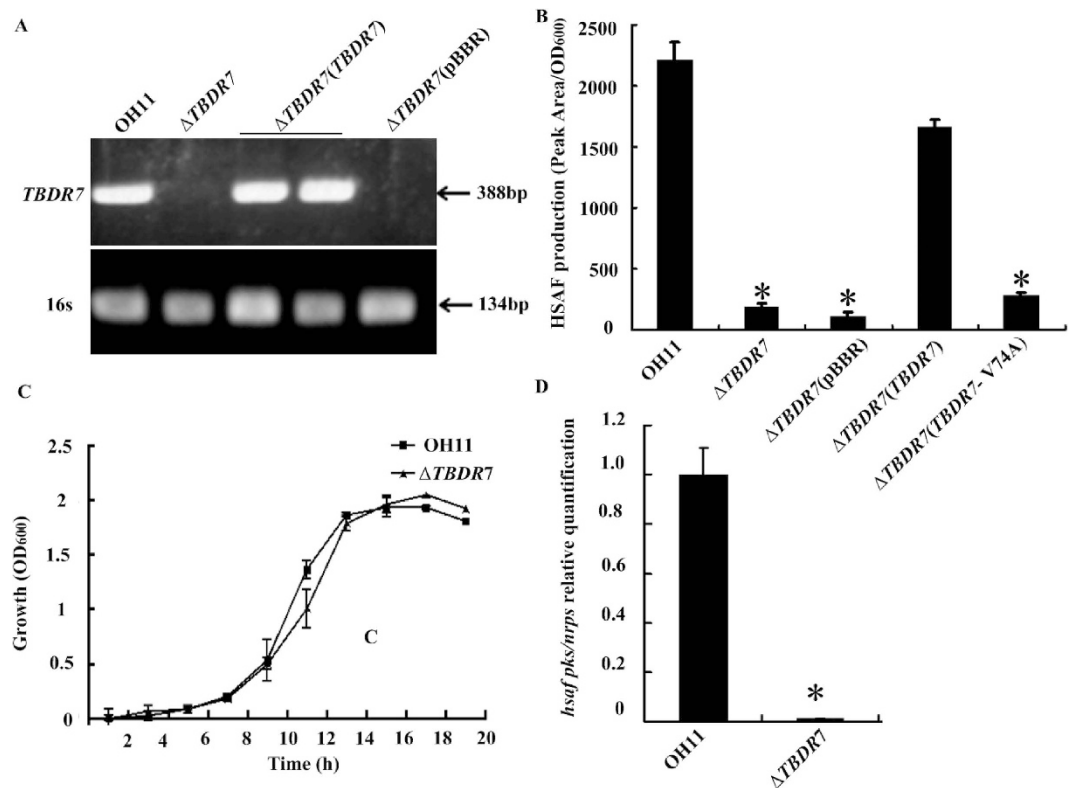 A
OH11
ΔTBDR7
ΔTBDR7(TBDR7)
ΔTBDR7(pBBR)
TBDR7
388bp
16s
134bp
B
HSAF production (Peak Area/OD600)
2500
2000
1500
1000
500
0
*
*
*
OH11
ΔTBDR7
ΔTBDR7(pBBR)
ΔTBDR7(TBDR7)
ΔTBDR7(TBDR7- V74A)
C
Growth (OD600)
2.5
2
1.5
1
0.5
0
OH11
ΔTBDR7
C
2 4 6 8 10 12 14 16 18 20
Time (h)
D
hsaf pks/nrps relative quantification
1.2
1.0
0.8
0.6
0.4
0.2
0
*
OH11
ΔTBDR7